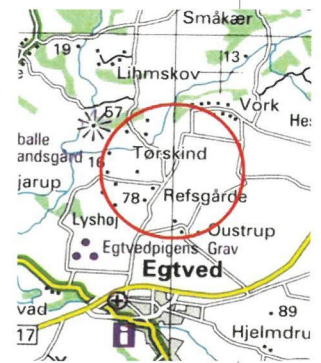 Småkær
19
Lihmskov
13
57
Vork
Hes
balle
andsgård
16
Tørskind
jarup
78
Refsgårde
Lyshøj
Oustrup
Egtvedpigens Grav
Egtved
vad
89
17
Hjelmdru
i